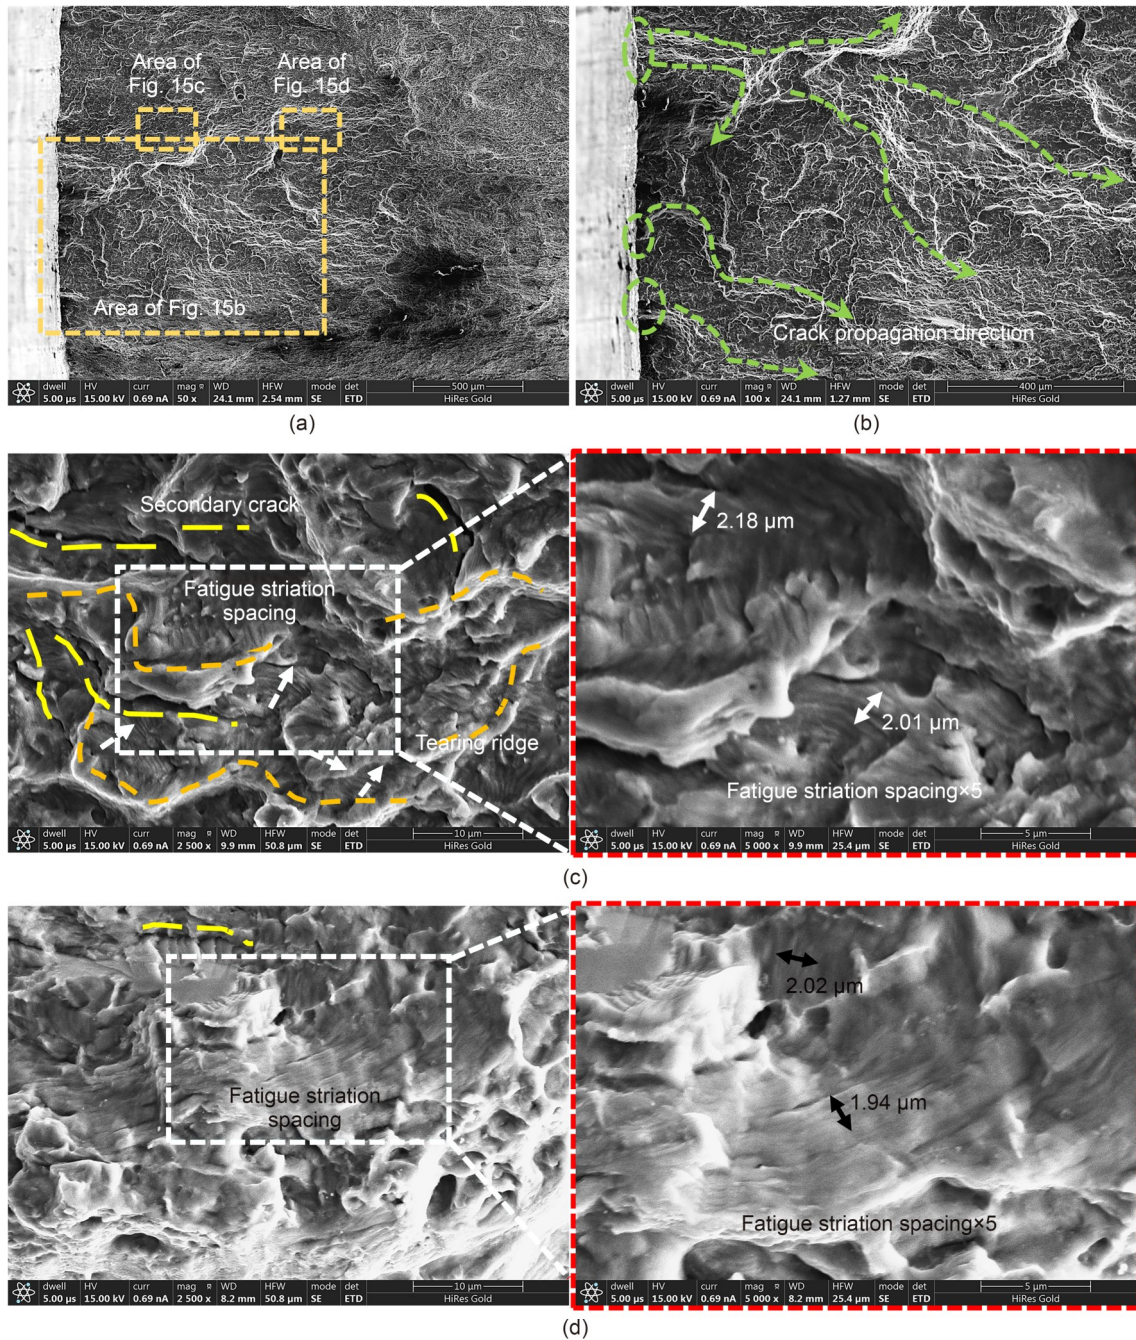 Area of
Fig. 15c
Area of
Fig. 15d
Area of Fig. 15b
dwell HV curr mag WD HFW mode det 500 µm
5.00 µs 15.00 kV 0.69 nA 50 x 24.1 mm 2.54 mm SE ETD HiRes Gold
(a)
Crack propagation direction
dwell HV curr mag WD HFW mode det 400 µm
5.00 µs 15.00 kV 0.69 nA 100 x 24.1 mm 1.27 mm SE ETD HiRes Gold
(b)
Secondary crack
Fatigue striation
spacing
Tearing ridge
dwell HV curr mag WD HFW mode det 10 µm
5.00 µs 15.00 kV 0.69 nA 2 500 x 9.9 mm 50.8 µm SE ETD HiRes Gold
2.18 µm
2.01 µm
Fatigue striation spacing×5
dwell HV curr mag WD HFW mode det 5 µm
5.00 µs 15.00 kV 0.69 nA 5 000 x 9.9 mm 25.4 µm SE ETD HiRes Gold
(c)
Fatigue striation
spacing
dwell HV curr mag WD HFW mode det 10 µm
5.00 µs 15.00 kV 0.69 nA 2 500 x 8.2 mm 50.8 µm SE ETD HiRes Gold
2.02 µm
1.94 µm
Fatigue striation spacing×5
dwell HV curr mag WD HFW mode det 5 µm
5.00 µs 15.00 kV 0.69 nA 5 000 x 8.2 mm 25.4 µm SE ETD HiRes Gold
(d)